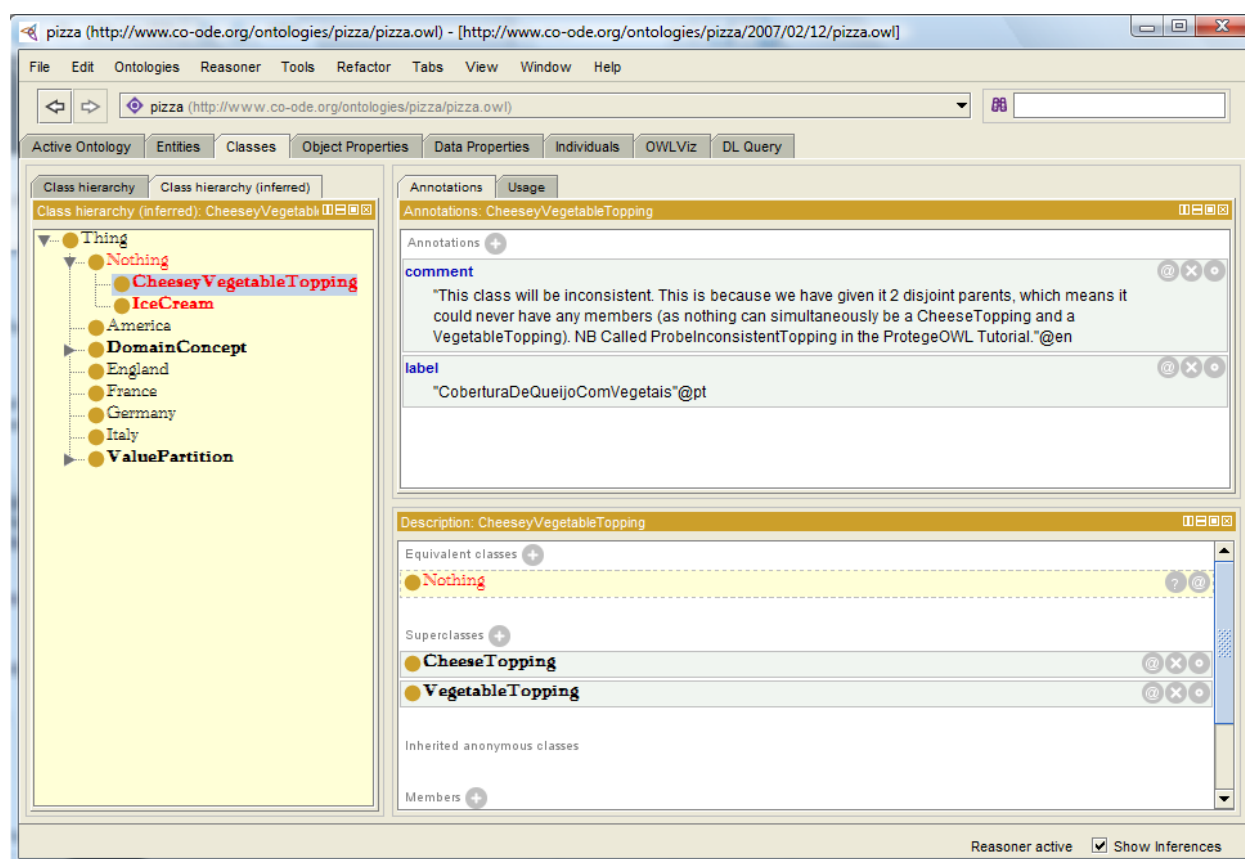 pizza (http://www.co-ode.org/ontologies/pizza/pizza.owl) - [http://www.co-ode.org/ontologies/pizza/2007/02/12/pizza.owl]
File Edit Ontologies Reasoner Tools Refactor Tabs View Window Help
pizza (http://www.co-ode.org/ontologies/pizza/pizza.owl)
Active Ontology Entities Classes Object Properties Data Properties Individuals OWLViz DL Query
Class hierarchy Class hierarchy (inferred)
Class hierarchy (inferred): CheeseyVegetabl
Thing
Nothing
CheeseyVegetableTopping
IceCream
America
DomainConcept
England
France
Germany
Italy
ValuePartition
Annotations Usage
Annotations: CheeseyVegetableTopping
Annotations
comment
"This class will be inconsistent. This is because we have given it 2 disjoint parents, which means it
could never have any members (as nothing can simultaneously be a CheeseTopping and a
VegetableTopping). NB Called ProbeInconsistentTopping in the ProtegeOWL Tutorial."@en
label
"CoberturaDeQueijoComVegetais"@pt
Description: CheeseyVegetableTopping
Equivalent classes
Nothing
Superclasses
CheeseTopping
VegetableTopping
Inherited anonymous classes
Members
Reasoner active Show Inferences